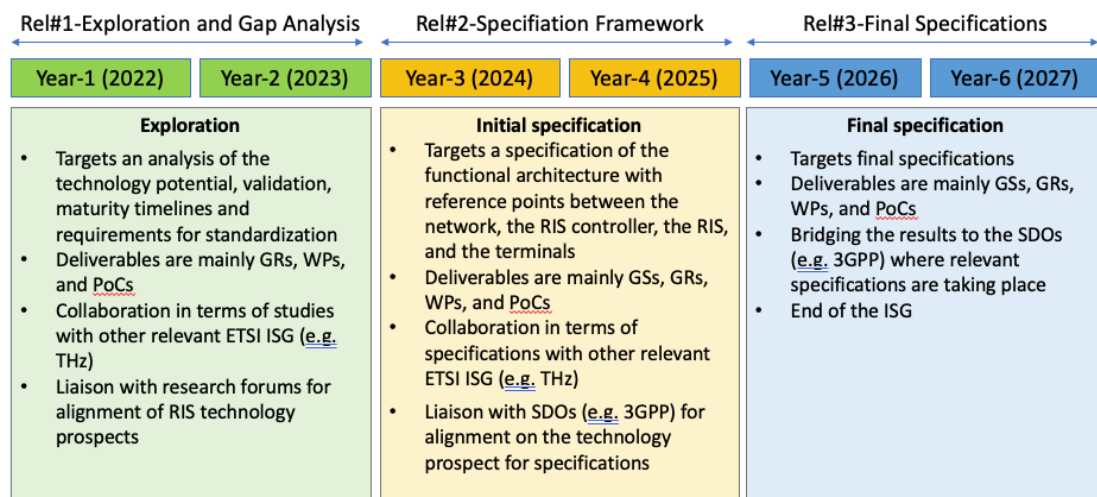 Rel#1-Exploration and Gap Analysis
Rel#2-Specifiation Framework
Rel#3-Final Specifications
Year-1 (2022)
Year-2 (2023)
Year-3 (2024)
Year-4 (2025)
Year-5 (2026)
Year-6 (2027)
Exploration
• Targets an analysis of the
technology potential, validation,
maturity timelines and
requirements for standardization
• Deliverables are mainly GRs, WPs,
and PoCs
• Collaboration in terms of studies
with other relevant ETSI ISG (e.g.
THz)
• Liaison with research forums for
alignment of RIS technology
prospects
Initial specification
• Targets a specification of the
functional architecture with
reference points between the
network, the RIS controller, the RIS,
and the terminals
• Deliverables are mainly GSs, GRs,
WPs, and PoCs
• Collaboration in terms of
specifications with other relevant
ETSI ISG (e.g. THz)
• Liaison with SDOs (e.g. 3GPP) for
alignment on the technology
prospect for specifications
Final specification
• Targets final specifications
• Deliverables are mainly GSs, GRs,
WPs, and PoCs
• Bridging the results to the SDOs
(e.g. 3GPP) where relevant
specifications are taking place
• End of the ISG